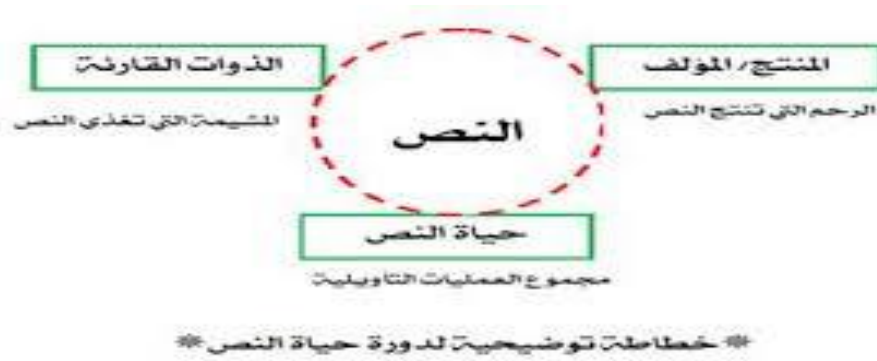 المنتج/المؤلف
الرحم التي تنتج النص
الذوات القارئة
المشيمة التي تغذي النص
النص
حياة النص
مجموع العمليات التأويلية
*خطاطة توضيحية لدورة حياة النص*